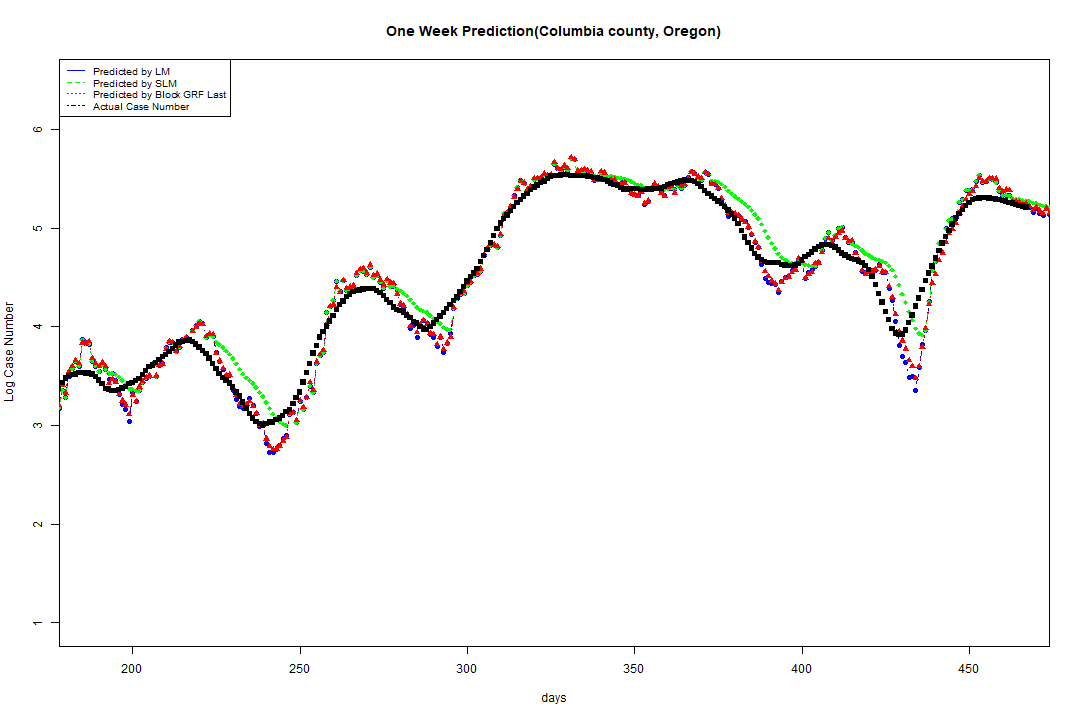 One Week Prediction(Columbia county, Oregon)
Predicted by LM
Predicted by SLM
Predicted by Block GRF Last
Actual Case Number
6
5
4
3
2
1
Log Case Number
200 250 300 350 400 450
days